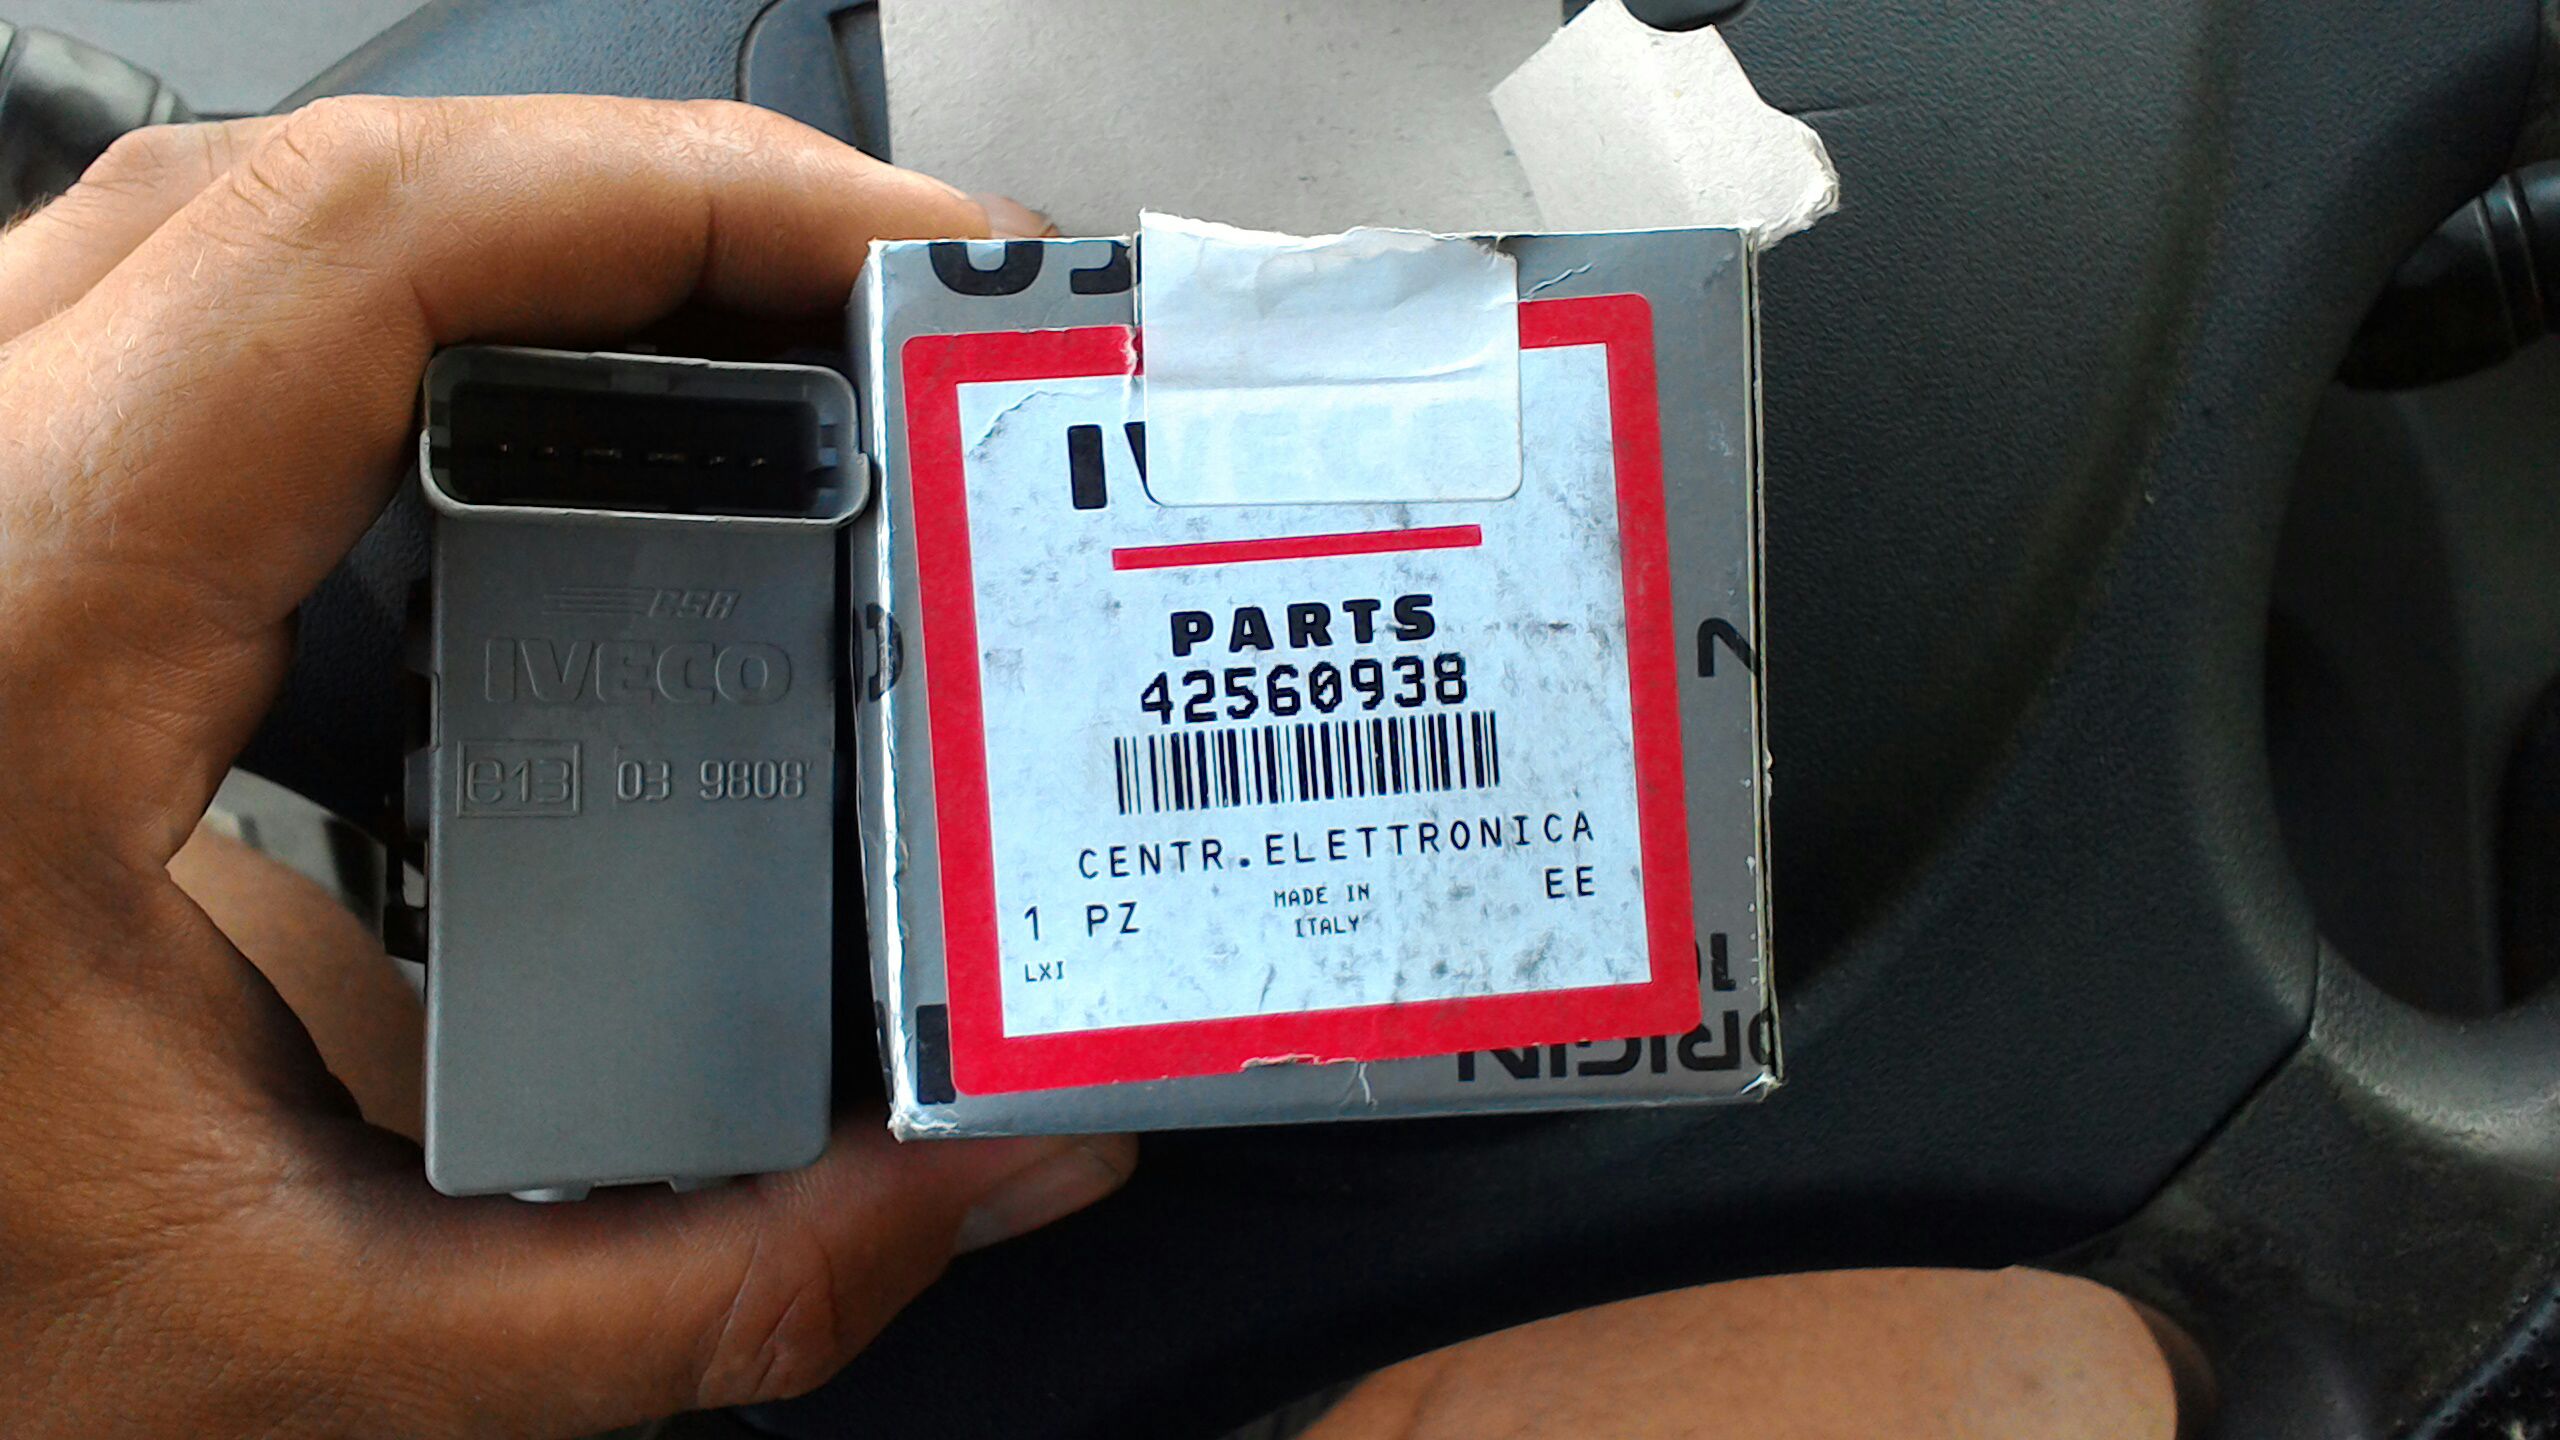 CSA
IVECO
e13 03 9808
PARTS
42560938
CENTR.ELETTRONICA
1 PZ
MADE IN
ITALY
EE
LXI